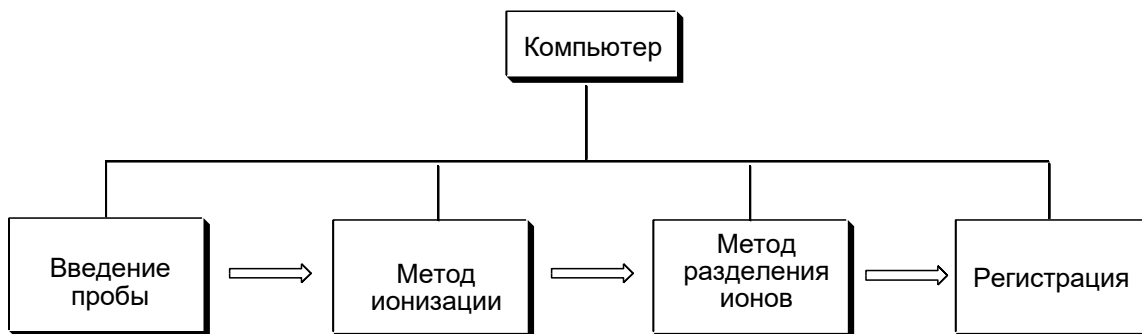 Компьютер
Введение
пробы
Метод
ионизации
Метод
разделения
ионов
Регистрация